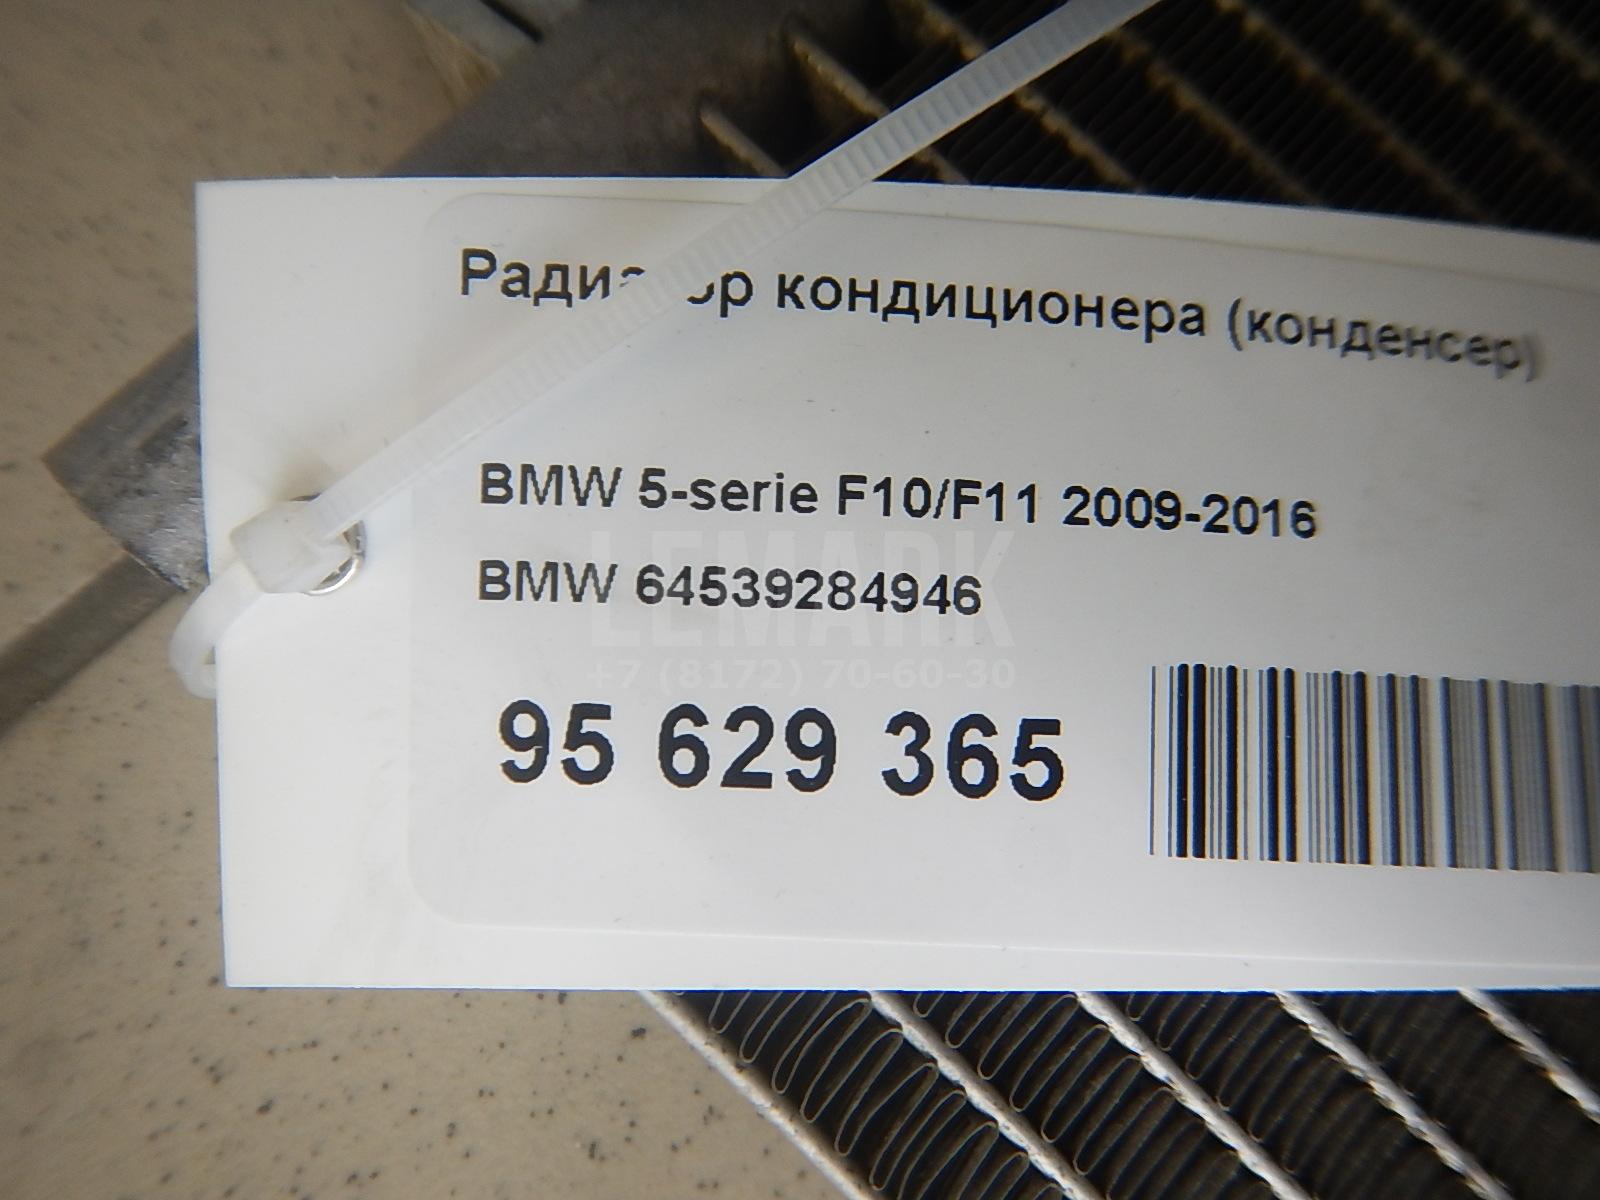 Радиатор кондиционера (конденсер)
BMW 5-serie F10/F11 2009-2016
BMW 64539284946
LEMARK
+7 (8172) 70-60-30
95 629 365